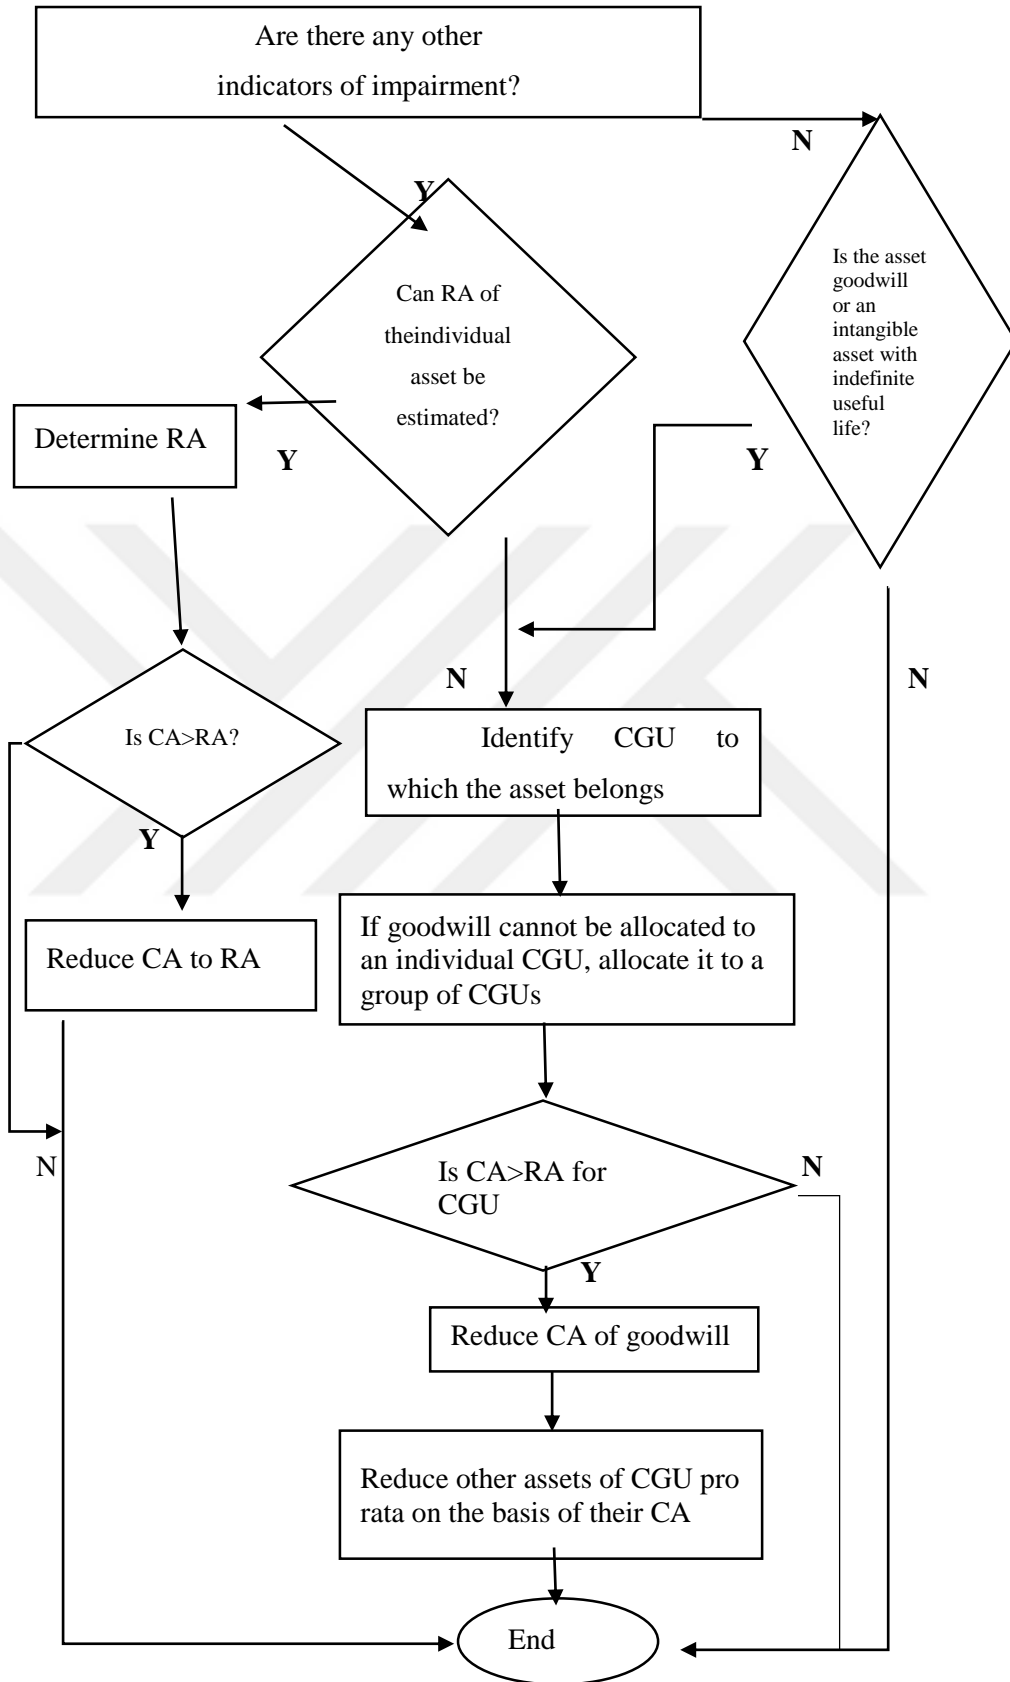 Are there any other
indicators of impairment?
N
Y
Is the asset
goodwill
or an
intangible
asset with
indefinite
useful
life?
Can RA of
theindividual
asset be
estimated?
Determine RA
Y
Y
N
N
Is CA>RA?
Identify CGU to
which the asset belongs
Y
If goodwill cannot be allocated to
an individual CGU, allocate it to a
group of CGUs
Reduce CA to RA
N
Is CA>RA for
CGU
N
Y
Reduce CA of goodwill
Reduce other assets of CGU pro
rata on the basis of their CA
End